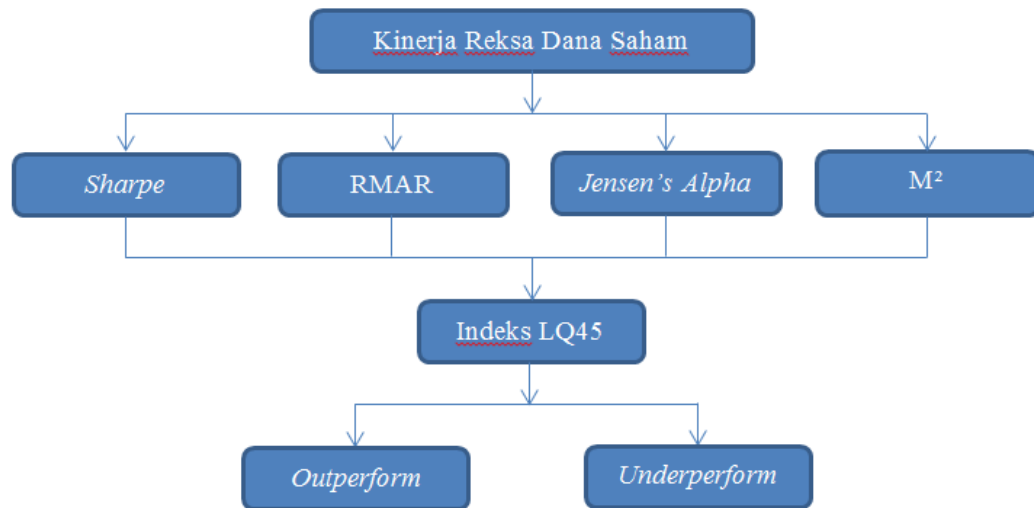 Kinerja Reksa Dana Saham
Sharpe
RMAR
Jensen’s Alpha
M²
Indeks LQ45
Outperform
Underperform